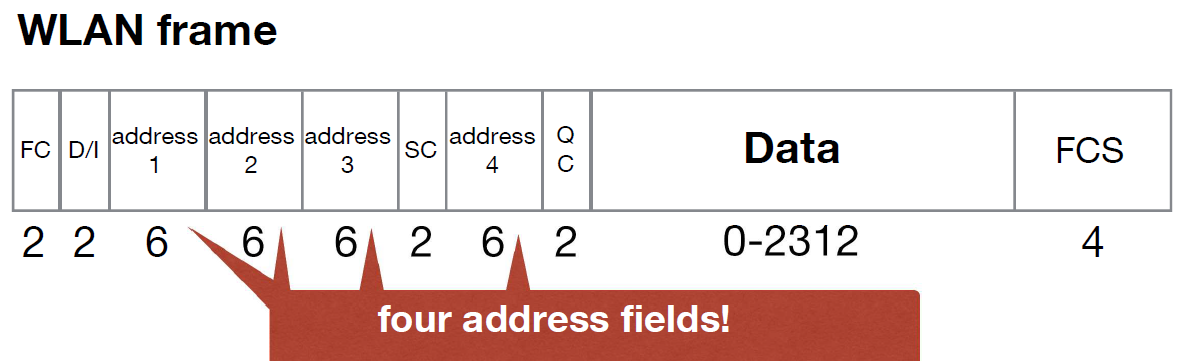 WLAN frame
FC D/I address 1 address 2 address 3 SC address 4 Q C Data FCS
2 2 6 6 6 2 6 2 0-2312 4
four address fields!